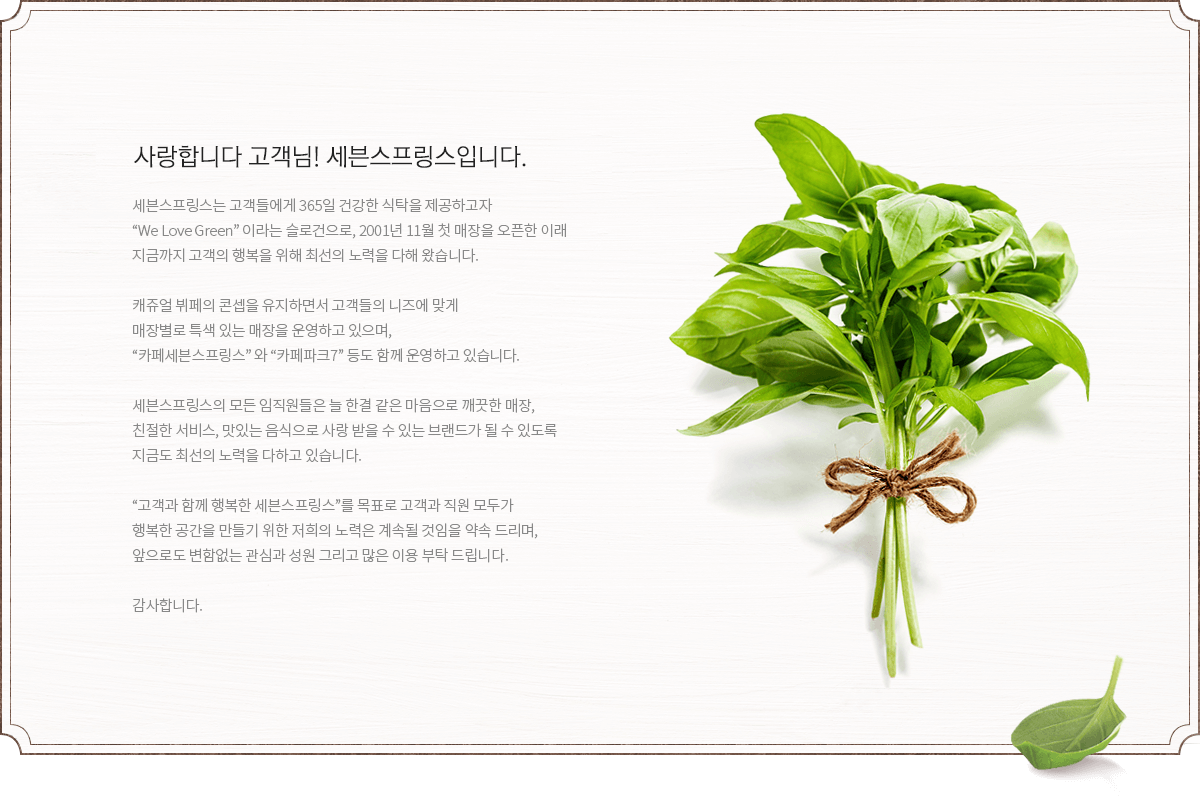 사랑합니다 고객님! 세븐스프링스입니다.
세븐스프링스는 고객들에게 365일 건강한 식탁을 제공하고자
“We Love Green” 이라는 슬로건으로, 2001년 11월 첫 매장을 오픈한 이래
지금까지 고객의 행복을 위해 최선의 노력을 다해 왔습니다.
캐쥬얼 뷔페의 콘셉을 유지하면서 고객들의 니즈에 맞게
매장별로 특색 있는 매장을 운영하고 있으며,
“카페세븐스프링스” 와 “카페파크7” 등도 함께 운영하고 있습니다.
세븐스프링스의 모든 임직원들은 늘 한결 같은 마음으로 깨끗한 매장,
친절한 서비스, 맛있는 음식으로 사랑 받을 수 있는 브랜드가 될 수 있도록
지금도 최선의 노력을 다하고 있습니다.
“고객과 함께 행복한 세븐스프링스”를 목표로 고객과 직원 모두가
행복한 공간을 만들기 위한 저희의 노력은 계속될 것임을 약속 드리며,
앞으로도 변함없는 관심과 성원 그리고 많은 이용 부탁 드립니다.
감사합니다.